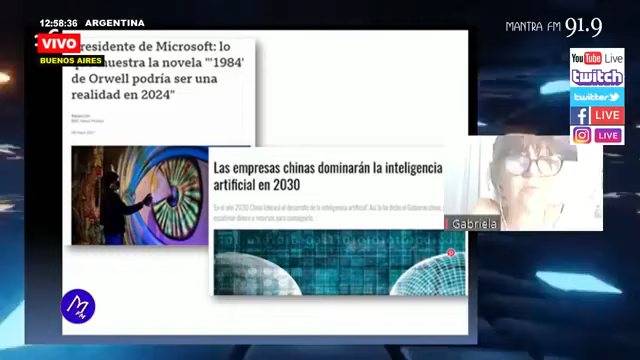 12:58:36 ARGENTINA
VIVO
BUENOS AIRES
MANTRA FM 91.9
residente de Microsoft: lo
muestra la novela "'1984'
de Orwell podría ser una
realidad en 2024"
Redacción
Las empresas chinas dominarán la inteligencia
artificial en 2030
Gabriela
YouTube Live
twitch
twitter
LIVE
LIVE